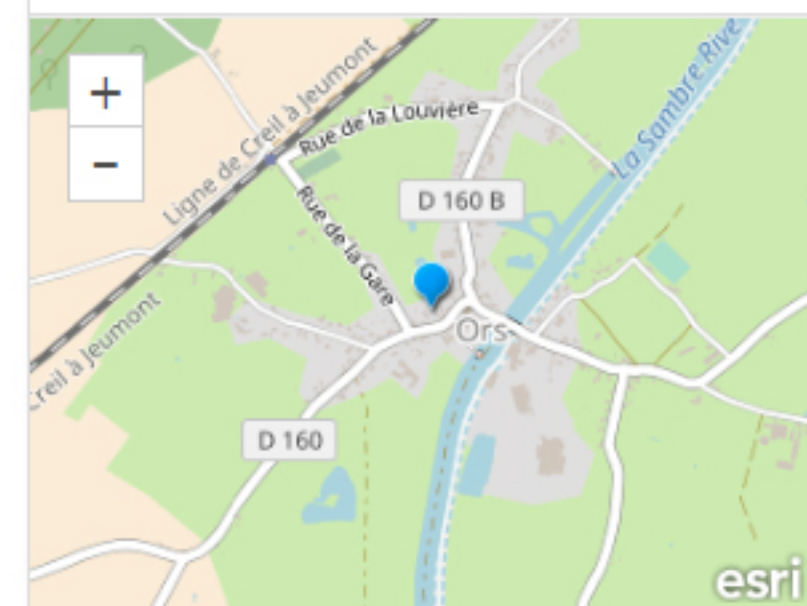 +
−
Ligne de Creil à Jeumont
Rue de la Louvière
La Sambre Rive
D 160 B
Rue de la Gare
Ors
Creil à Jeumont
D 160
esri